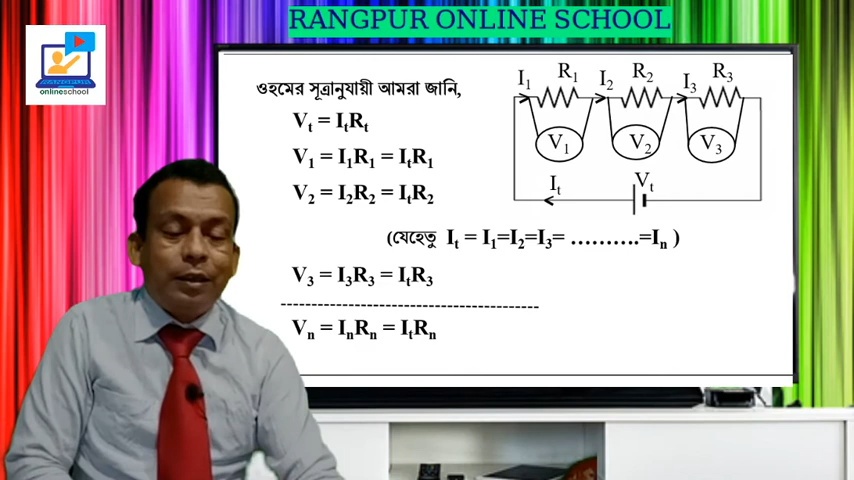 RANGPUR ONLINE SCHOOL
RANGPUR
onlineschool
ওহমের সূত্রানুযায়ী আমরা জানি,
Vt = ItRt
V1 = I1R1 = ItR1
V2 = I2R2 = ItR2
(যেহেতু It = I1=I2=I3= ……….=In )
V3 = I3R3 = ItR3
Vn = InRn = ItRn
I1 R1 I2 R2 I3 R3
V1 V2 V3
It Vt